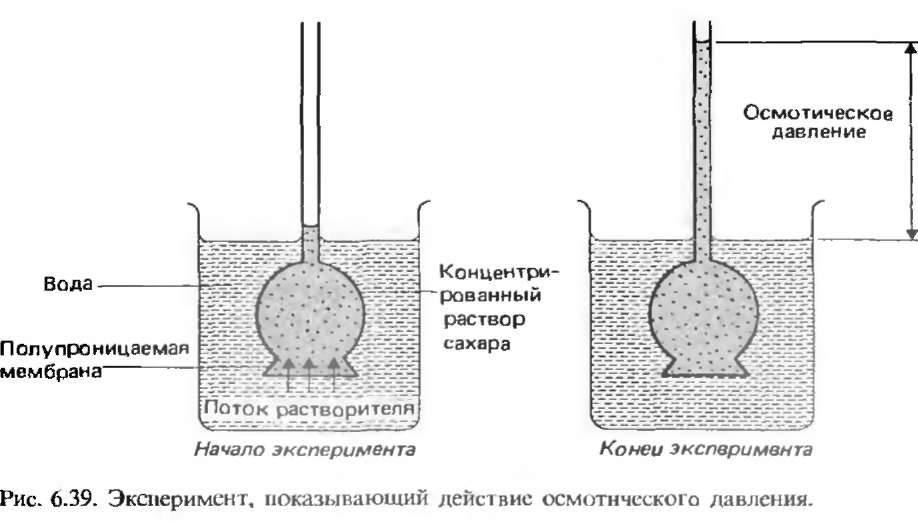 Осмотическое
давление
Вода
Концентри-
рованный
раствор
сахара
Полупроницаемая
мембрана
Поток растворителя
Начало эксперимента
Конец эксперимента
Рис. 6.39. Эксперимент, показывающий действие осмотического давления.